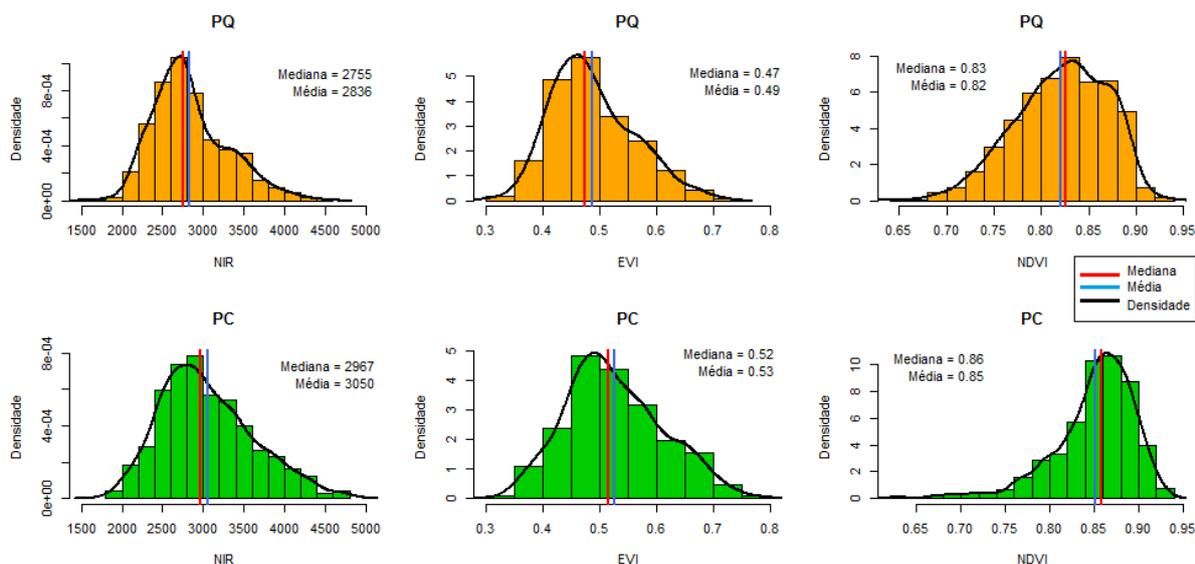 PQ
Mediana = 2755
Média = 2836
Densidade
0e+00 4e-04 8e-04
1500 2000 2500 3000 3500 4000 4500 5000
NIR
PQ
Mediana = 0.47
Média = 0.49
Densidade
0 1 2 3 4 5
0.3 0.4 0.5 0.6 0.7 0.8
EVI
PQ
Mediana = 0.83
Média = 0.82
Densidade
0 2 4 6 8
0.65 0.70 0.75 0.80 0.85 0.90 0.95
NDVI
Mediana
Média
Densidade
PC
Mediana = 2967
Média = 3050
Densidade
0e+00 4e-04 8e-04
1500 2000 2500 3000 3500 4000 4500 5000
NIR
PC
Mediana = 0.52
Média = 0.53
Densidade
0 1 2 3 4 5
0.3 0.4 0.5 0.6 0.7 0.8
EVI
PC
Mediana = 0.86
Média = 0.85
Densidade
0 2 4 6 8 10
0.65 0.70 0.75 0.80 0.85 0.90 0.95
NDVI